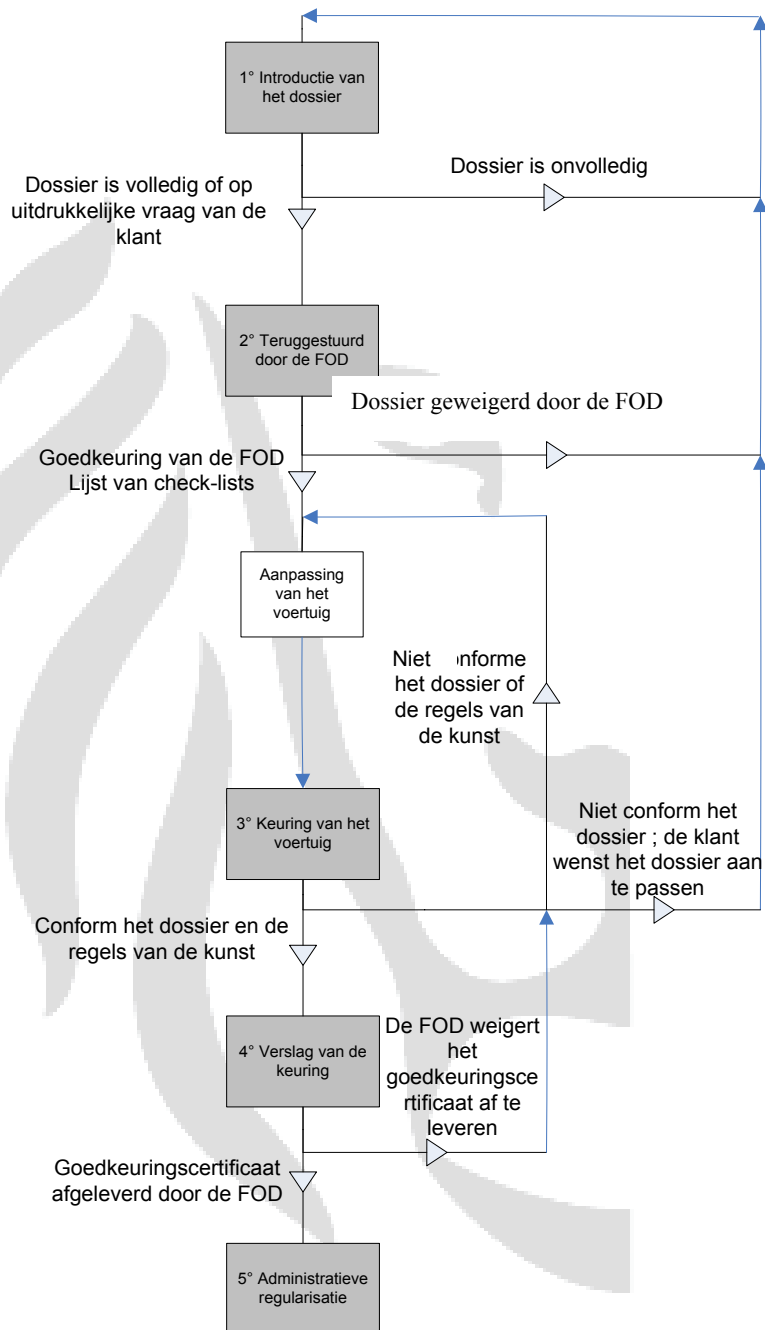 1° Introductie van
het dossier
Dossier is onvolledig
Dossier is volledig of op
uitdrukkelijke vraag van de
klant
2° Teruggestuurd
door de FOD
Dossier geweigerd door de FOD
Goedkeuring van de FOD
Lijst van check-lists
Aanpassing
van het
voertuig
Niet nforme
het dossier of
de regels van
de kunst
3° Keuring van het
voertuig
Niet conform het
dossier ; de klant
wenst het dossier aan
te passen
Conform het dossier en de
regels van de kunst
4° Verslag van de
keuring
De FOD weigert
het
goedkeuringsce
rtificaat af te
leveren
Goedkeuringscertificaat
afgeleverd door de FOD
5° Administratieve
regularisatie